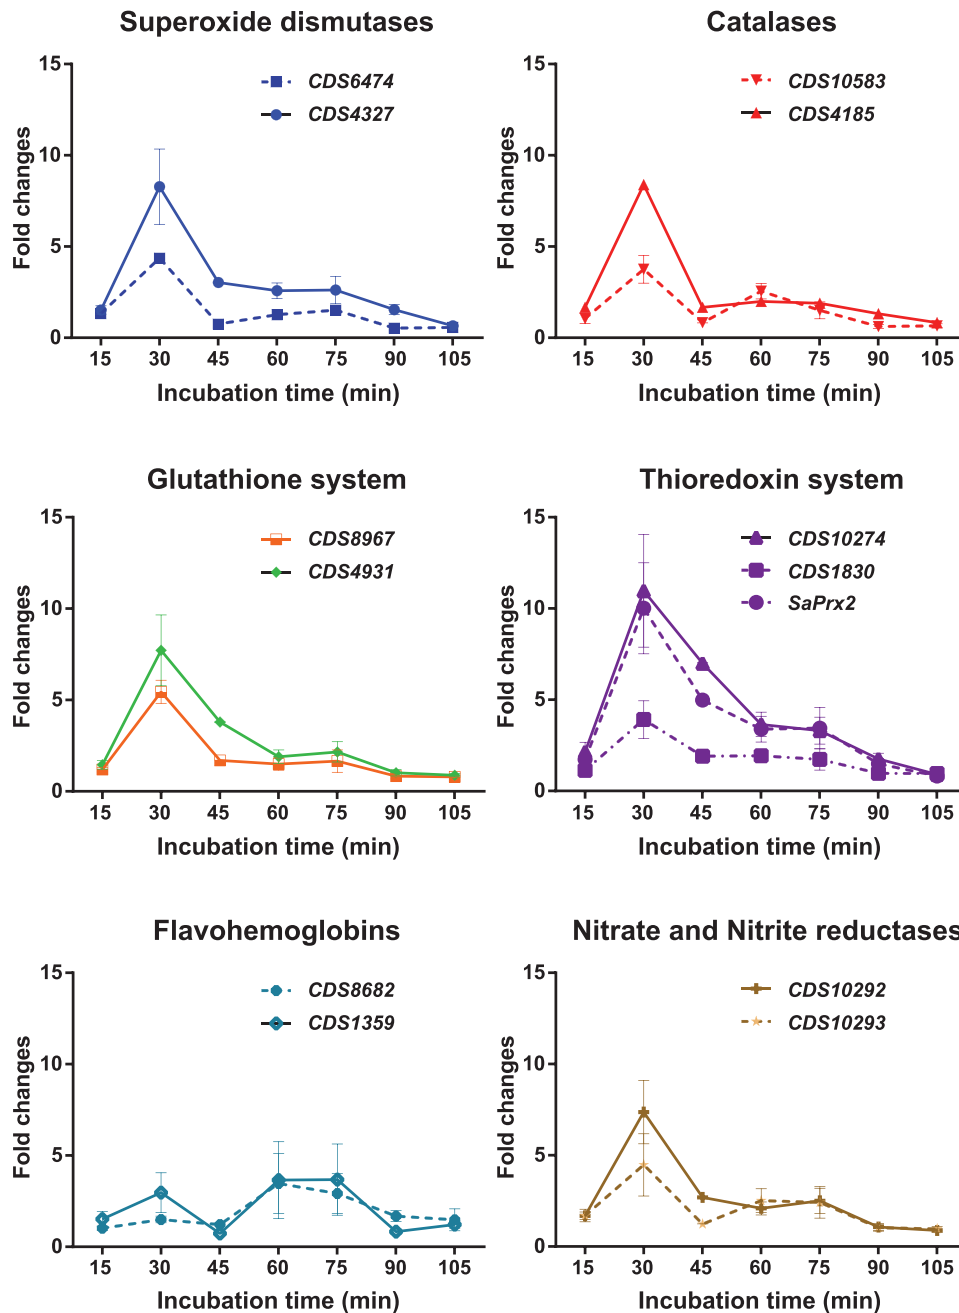 Superoxide dismutases
Fold changes
15
10
5
0
CDS6474
CDS4327
15 30 45 60 75 90 105
Incubation time (min)
Catalases
Fold changes
15
10
5
0
CDS10583
CDS4185
15 30 45 60 75 90 105
Incubation time (min)
Glutathione system
Fold changes
15
10
5
0
CDS8967
CDS4931
15 30 45 60 75 90 105
Incubation time (min)
Thioredoxin system
Fold changes
15
10
5
0
CDS10274
CDS1830
SaPrx2
15 30 45 60 75 90 105
Incubation time (min)
Flavohemoglobins
Fold changes
15
10
5
0
CDS8682
CDS1359
15 30 45 60 75 90 105
Incubation time (min)
Nitrate and Nitrite reductases
Fold changes
15
10
5
0
CDS10292
CDS10293
15 30 45 60 75 90 105
Incubation time (min)